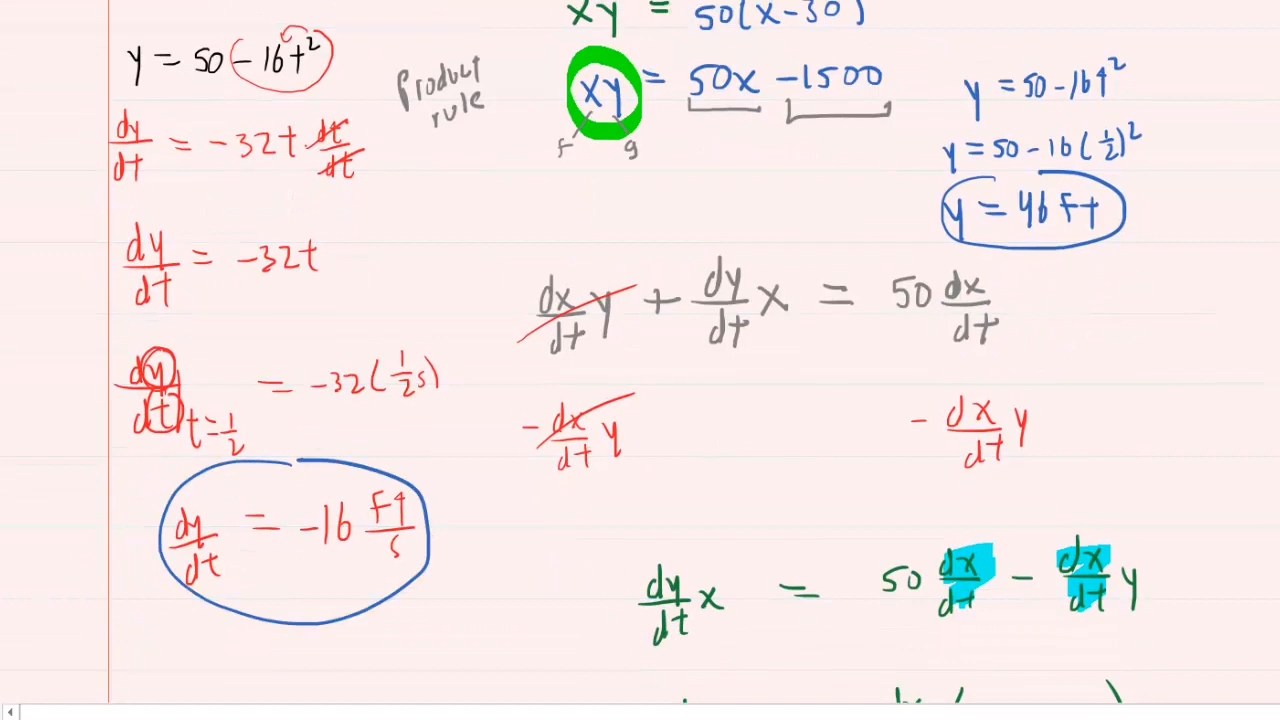 xy = 50(x-30)
y = 50 - 16t²
Product rule
xy = 50x - 1500
f g
dy/dt = -32t dt/dt
dy/dt = -32t
dy/dt t=1/2 = -32(1/2 s)
dy/dt = -16 Ft/s
y = 50-16t²
y = 50 - 16(1/2)²
y = 46 Ft
dx/dt y + dy/dt x = 50 dx/dt
- dx/dt y - dx/dt y
dy/dt x = 50 dx/dt - dx/dt y